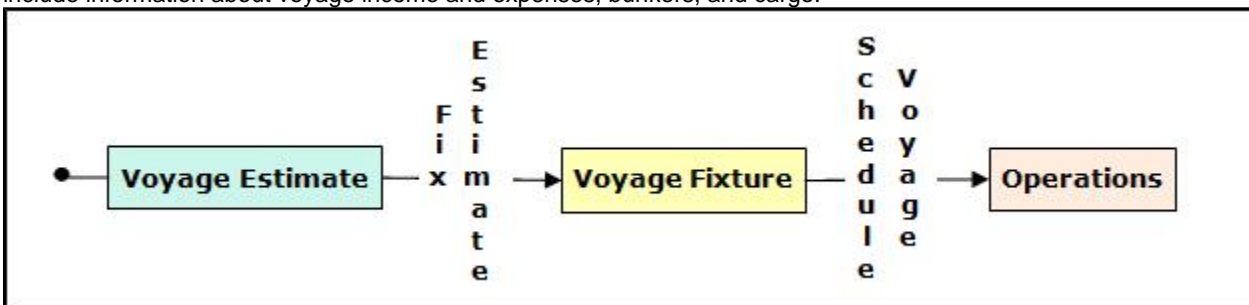 include information about voyage income and expenses, bunkers, and cargo.
Voyage Estimate
Fix
Estimate
Voyage Fixture
Schedule
Voyage
Operations